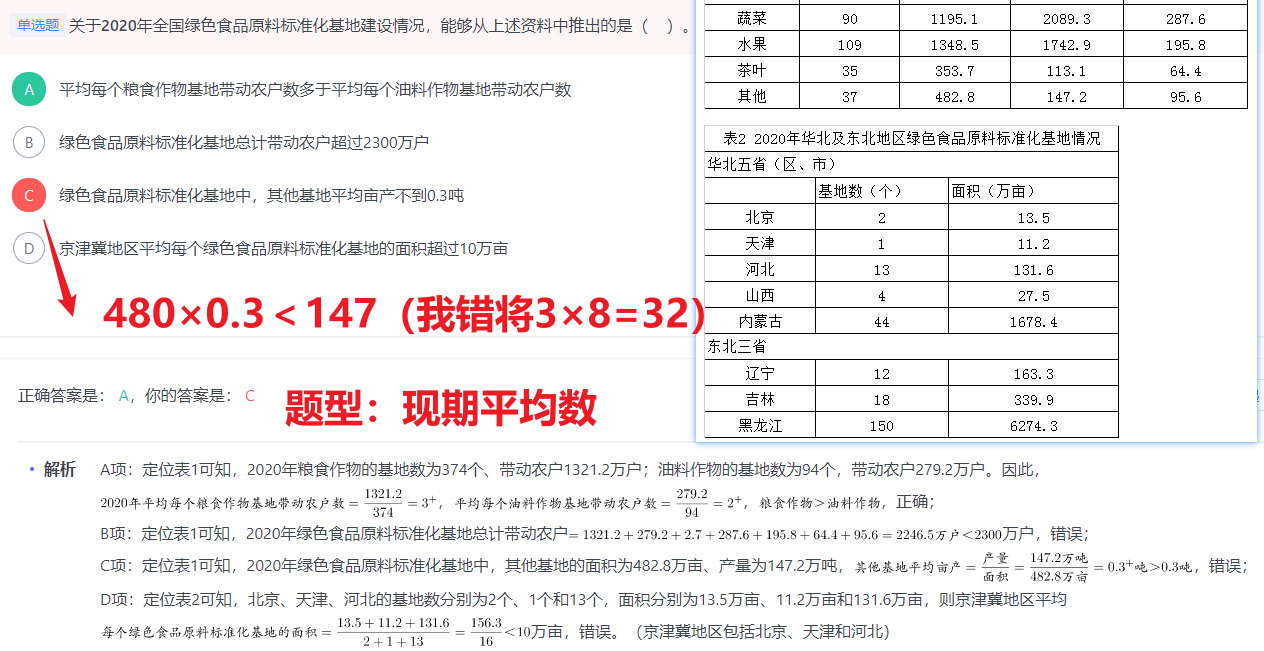 单选题 关于2020年全国绿色食品原料标准化基地建设情况，能够从上述资料中推出的是（ ）。
A 平均每个粮食作物基地带动农户数多于平均每个油料作物基地带动农户数
B 绿色食品原料标准化基地总计带动农户超过2300万户
C 绿色食品原料标准化基地中，其他基地平均亩产不到0.3吨
D 京津冀地区平均每个绿色食品原料标准化基地的面积超过10万亩
480×0.3＜147（我错将3×8=32）
蔬菜 90 1195.1 2089.3 287.6
水果 109 1348.5 1742.9 195.8
茶叶 35 353.7 113.1 64.4
其他 37 482.8 147.2 95.6
表2 2020年华北及东北地区绿色食品原料标准化基地情况
华北五省（区、市）
基地数（个） 面积（万亩）
北京 2 13.5
天津 1 11.2
河北 13 131.6
山西 4 27.5
内蒙古 44 1678.4
东北三省
辽宁 12 163.3
吉林 18 339.9
黑龙江 150 6274.3
正确答案是： A，你的答案是： C
题型：现期平均数
• 解析 A项：定位表1可知，2020年粮食作物的基地数为374个、带动农户1321.2万户；油料作物的基地数为94个，带动农户279.2万户。因此，
2020年平均每个粮食作物基地带动农户数＝1321.2/374＝3⁺，平均每个油料作物基地带动农户数＝279.2/94＝2⁺，粮食作物＞油料作物，正确；
B项：定位表1可知，2020年绿色食品原料标准化基地总计带动农户＝1321.2＋279.2＋2.7＋287.6＋195.8＋64.4＋95.6＝2246.5万户＜2300万户，错误；
C项：定位表1可知，2020年绿色食品原料标准化基地中，其他基地的面积为482.8万亩、产量为147.2万吨，其他基地平均亩产＝产量/面积＝147.2万吨/482.8万亩＝0.3⁺吨>0.3吨，错误；
D项：定位表2可知，北京、天津、河北的基地数分别为2个、1个和13个，面积分别为13.5万亩、11.2万亩和131.6万亩，则京津冀地区平均
每个绿色食品原料标准化基地的面积＝13.5＋11.2＋131.6/2＋1＋13＝156.3/16＜10万亩，错误。（京津冀地区包括北京、天津和河北）